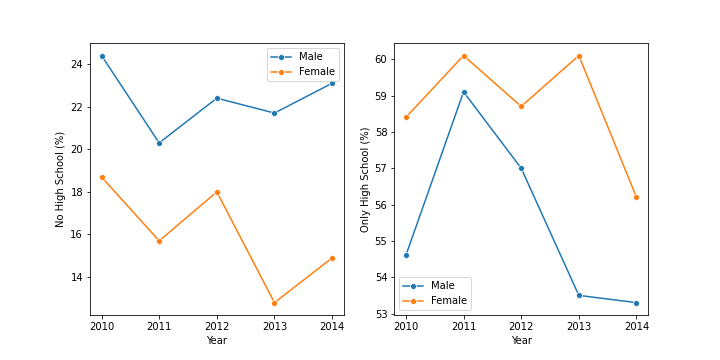 No High School (%)
24
22
20
18
16
14
Male
Female
2010 2011 2012 2013 2014
Year
Only High School (%)
60
59
58
57
56
55
54
53
Male
Female
2010 2011 2012 2013 2014
Year